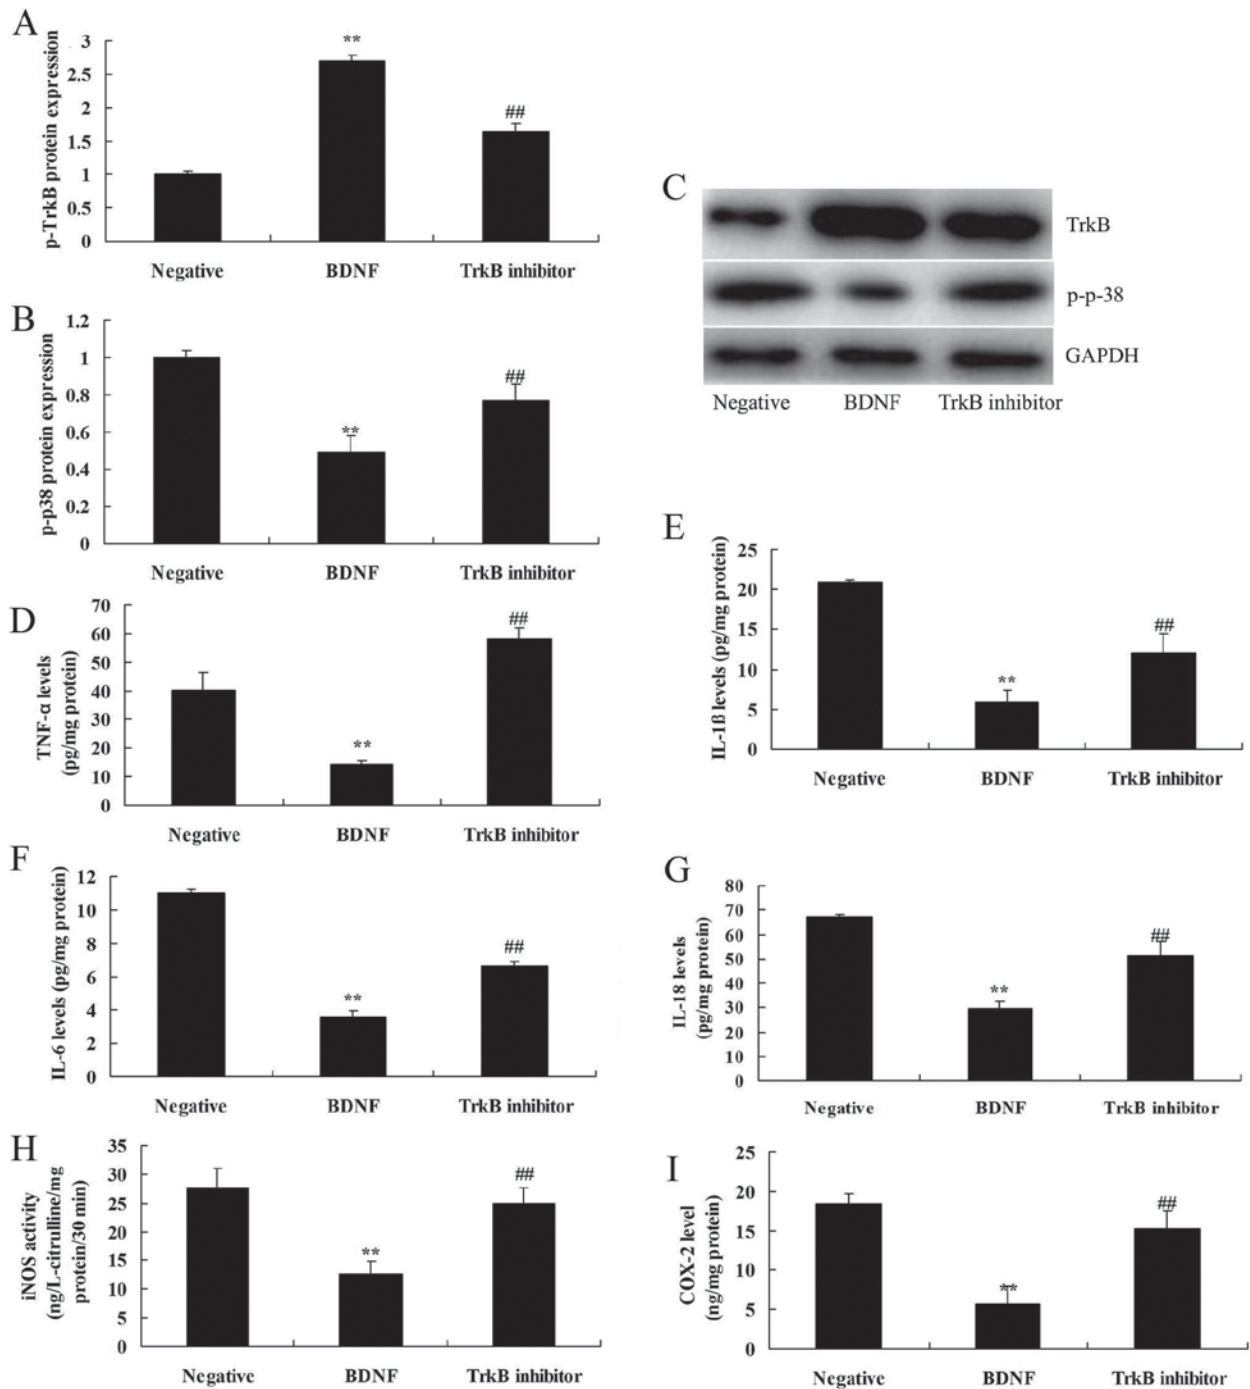 A
p-TrkB protein expression
3
2.5
2
1.5
1
0.5
0
**
##
Negative BDNF TrkB inhibitor
B
p-p38 protein expression
1.2
1
0.8
0.6
0.4
0.2
0
**
##
Negative BDNF TrkB inhibitor
C
TrkB
p-p-38
GAPDH
Negative BDNF TrkB inhibitor
D
TNF-α levels
(pg/mg protein)
70
60
50
40
30
20
10
0
**
##
Negative BDNF TrkB inhibitor
E
IL-1ß levels (pg/mg protein)
25
20
15
10
5
0
**
##
Negative BDNF TrkB inhibitor
F
IL-6 levels (pg/mg protein)
12
10
8
6
4
2
0
**
##
Negative BDNF TrkB inhibitor
G
IL-18 levels
(pg/mg protein)
80
70
60
50
40
30
20
10
0
**
##
Negative BDNF TrkB inhibitor
H
iNOS activity
(ng/L-citrulline/mg
protein/30 min)
35
30
25
20
15
10
5
0
**
##
Negative BDNF TrkB inhibitor
I
COX-2 level
(ng/mg protein)
25
20
15
10
5
0
**
##
Negative BDNF TrkB inhibitor